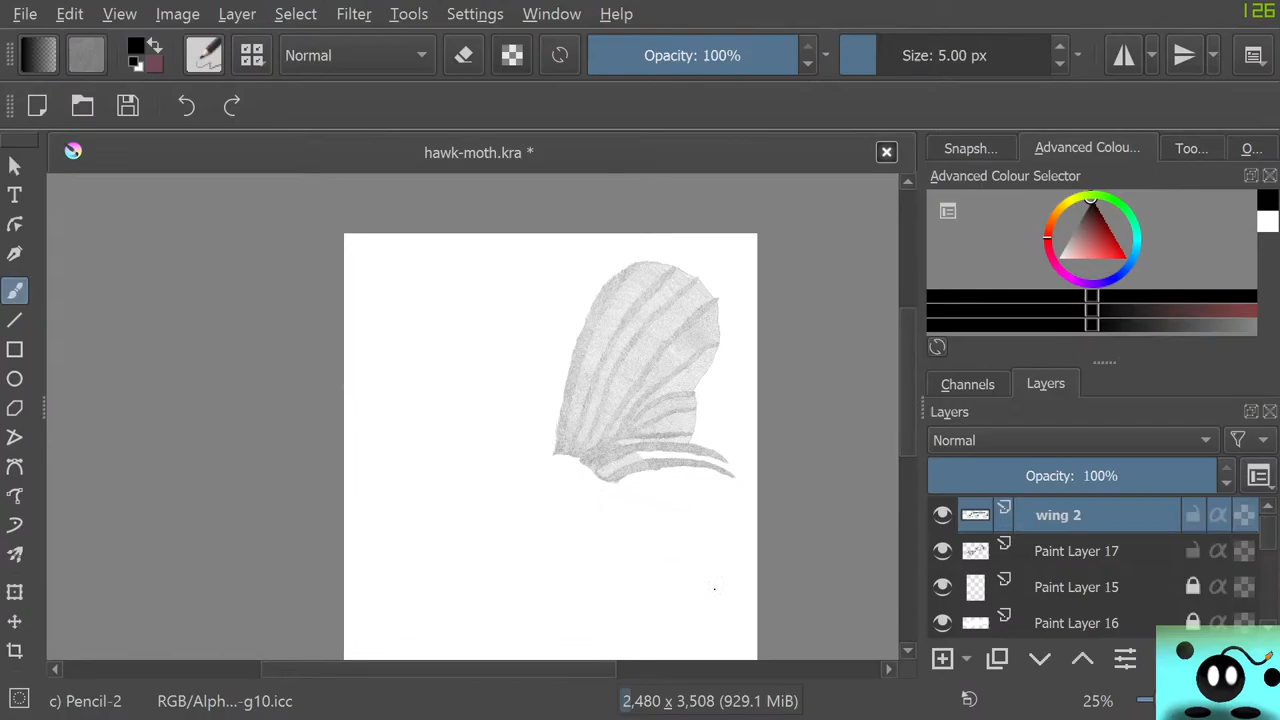 File Edit View Image Layer Select Filter Tools Settings Window Help
126
Normal
Opacity: 100%
Size: 5.00 px
hawk-moth.kra *
Snapsh... Advanced Colou... Too... O...
Advanced Colour Selector
Channels Layers
Layers
Normal
Opacity: 100%
wing 2
Paint Layer 17
Paint Layer 15
Paint Layer 16
c) Pencil-2 RGB/Alph...-g10.icc 2,480 x 3,508 (929.1 MiB) 25%